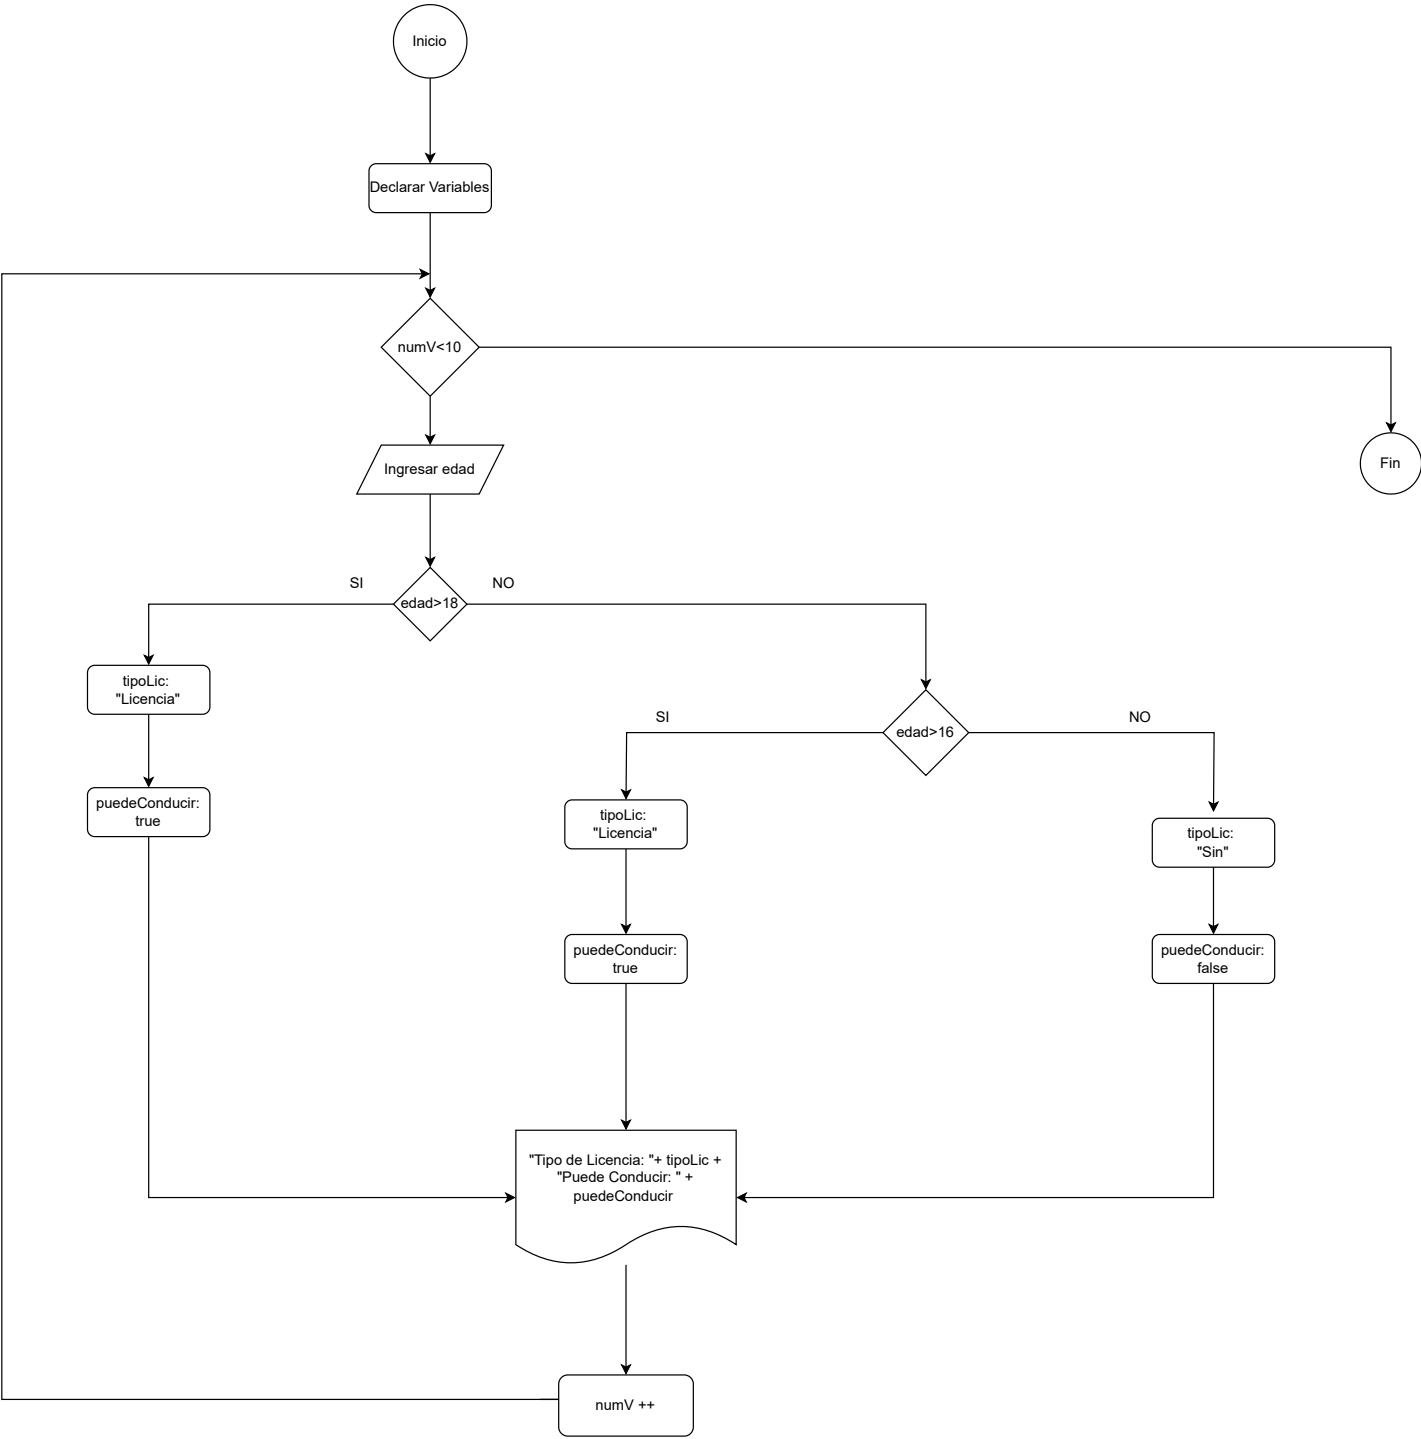 Inicio
Declarar Variables
numV<10
Fin
Ingresar edad
SI
NO
edad>18
tipoLic:
"Licencia"
SI
NO
edad>16
puedeConducir:
true
tipoLic:
"Licencia"
tipoLic:
"Sin"
puedeConducir:
true
puedeConducir:
false
"Tipo de Licencia: "+ tipoLic +
"Puede Conducir: " +
puedeConducir
numV ++